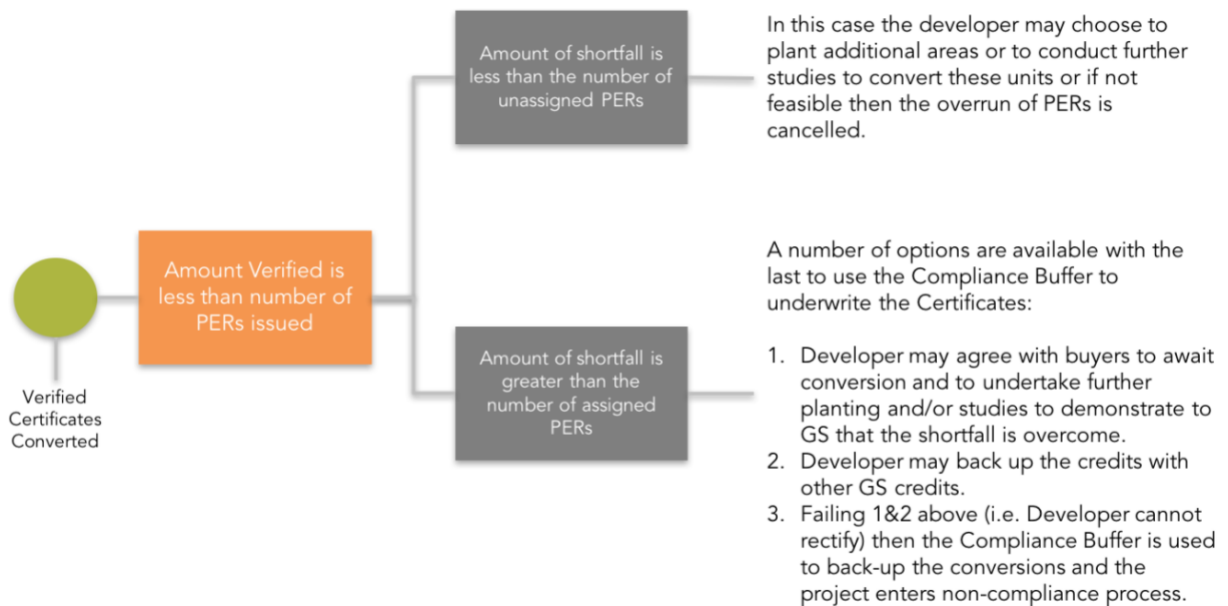 Verified
Certificates
Converted
Amount Verified is
less than number of
PERs issued
Amount of shortfall is
less than the number of
unassigned PERs
In this case the developer may choose to
plant additional areas or to conduct further
studies to convert these units or if not
feasible then the overrun of PERs is
cancelled.
Amount of shortfall is
greater than the
number of assigned
PERs
A number of options are available with the
last to use the Compliance Buffer to
underwrite the Certificates:
1. Developer may agree with buyers to await
conversion and to undertake further
planting and/or studies to demonstrate to
GS that the shortfall is overcome.
2. Developer may back up the credits with
other GS credits.
3. Failing 1&2 above (i.e. Developer cannot
rectify) then the Compliance Buffer is used
to back-up the conversions and the
project enters non-compliance process.